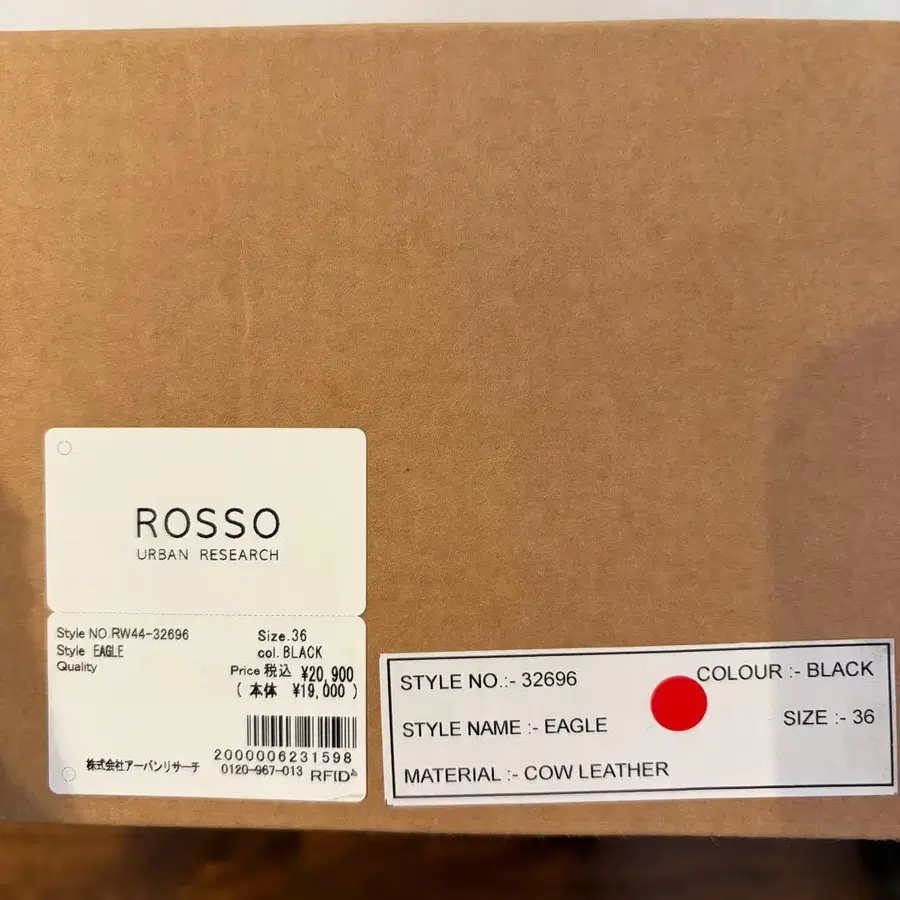 ROSSO
URBAN RESEARCH
Style NO.RW44-32696
Size.36
Style EAGLE
col.BLACK
Quality
Price 税込 ¥20,900
( 本体 ¥19,000 )
2000006231598
株式会社アーバンリサーチ
0120-967-013 RFID
STYLE NO.:- 32696
COLOUR :- BLACK
STYLE NAME :- EAGLE
SIZE :- 36
MATERIAL :- COW LEATHER